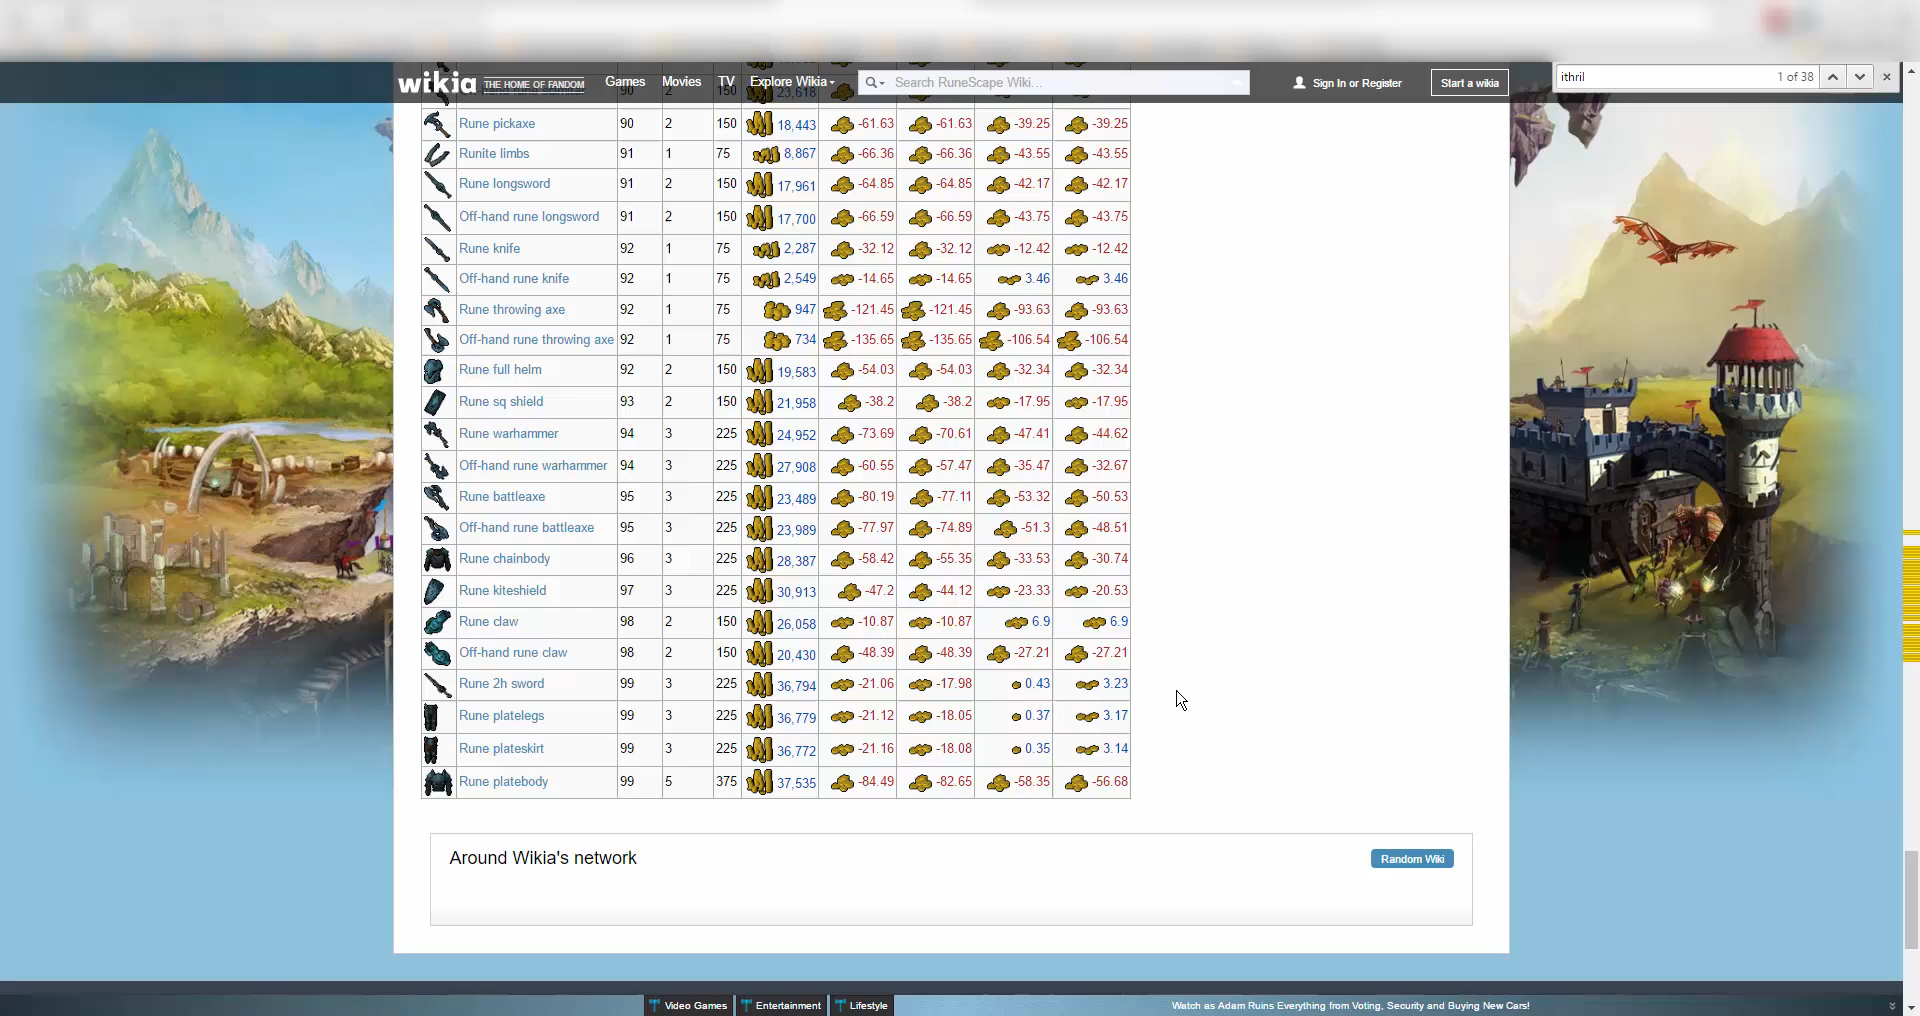 wikia THE HOME OF FANDOM Games Movies TV Explore Wikia Search RuneScape Wiki... Sign In or Register Start a wikia
ithril 1 of 38
90 2 150 23,618
Rune pickaxe 90 2 150 18,443 -61.63 -61.63 -39.25 -39.25
Runite limbs 91 1 75 8,867 -66.36 -66.36 -43.55 -43.55
Rune longsword 91 2 150 17,961 -64.85 -64.85 -42.17 -42.17
Off-hand rune longsword 91 2 150 17,700 -66.59 -66.59 -43.75 -43.75
Rune knife 92 1 75 2,287 -32.12 -32.12 -12.42 -12.42
Off-hand rune knife 92 1 75 2,549 -14.65 -14.65 3.46 3.46
Rune throwing axe 92 1 75 947 -121.45 -121.45 -93.63 -93.63
Off-hand rune throwing axe 92 1 75 734 -135.65 -135.65 -106.54 -106.54
Rune full helm 92 2 150 19,583 -54.03 -54.03 -32.34 -32.34
Rune sq shield 93 2 150 21,958 -38.2 -38.2 -17.95 -17.95
Rune warhammer 94 3 225 24,952 -73.69 -70.61 -47.41 -44.62
Off-hand rune warhammer 94 3 225 27,908 -60.55 -57.47 -35.47 -32.67
Rune battleaxe 95 3 225 23,489 -80.19 -77.11 -53.32 -50.53
Off-hand rune battleaxe 95 3 225 23,989 -77.97 -74.89 -51.3 -48.51
Rune chainbody 96 3 225 28,387 -58.42 -55.35 -33.53 -30.74
Rune kiteshield 97 3 225 30,913 -47.2 -44.12 -23.33 -20.53
Rune claw 98 2 150 26,058 -10.87 -10.87 6.9 6.9
Off-hand rune claw 98 2 150 20,430 -48.39 -48.39 -27.21 -27.21
Rune 2h sword 99 3 225 36,794 -21.06 -17.98 0.43 3.23
Rune platelegs 99 3 225 36,779 -21.12 -18.05 0.37 3.17
Rune plateskirt 99 3 225 36,772 -21.16 -18.08 0.35 3.14
Rune platebody 99 5 375 37,535 -84.49 -82.65 -58.35 -56.68
Around Wikia's network Random Wiki
Video Games Entertainment Lifestyle Watch as Adam Ruins Everything from Voting, Security and Buying New Cars!